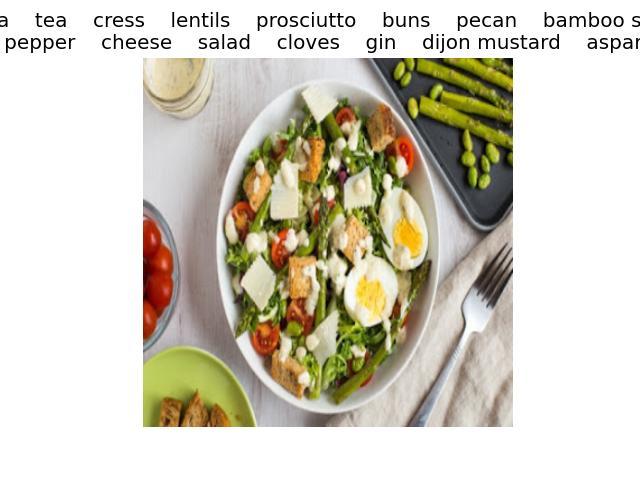 tea cress lentils prosciutto buns pecan bamboo
pepper cheese salad cloves gin dijon mustard